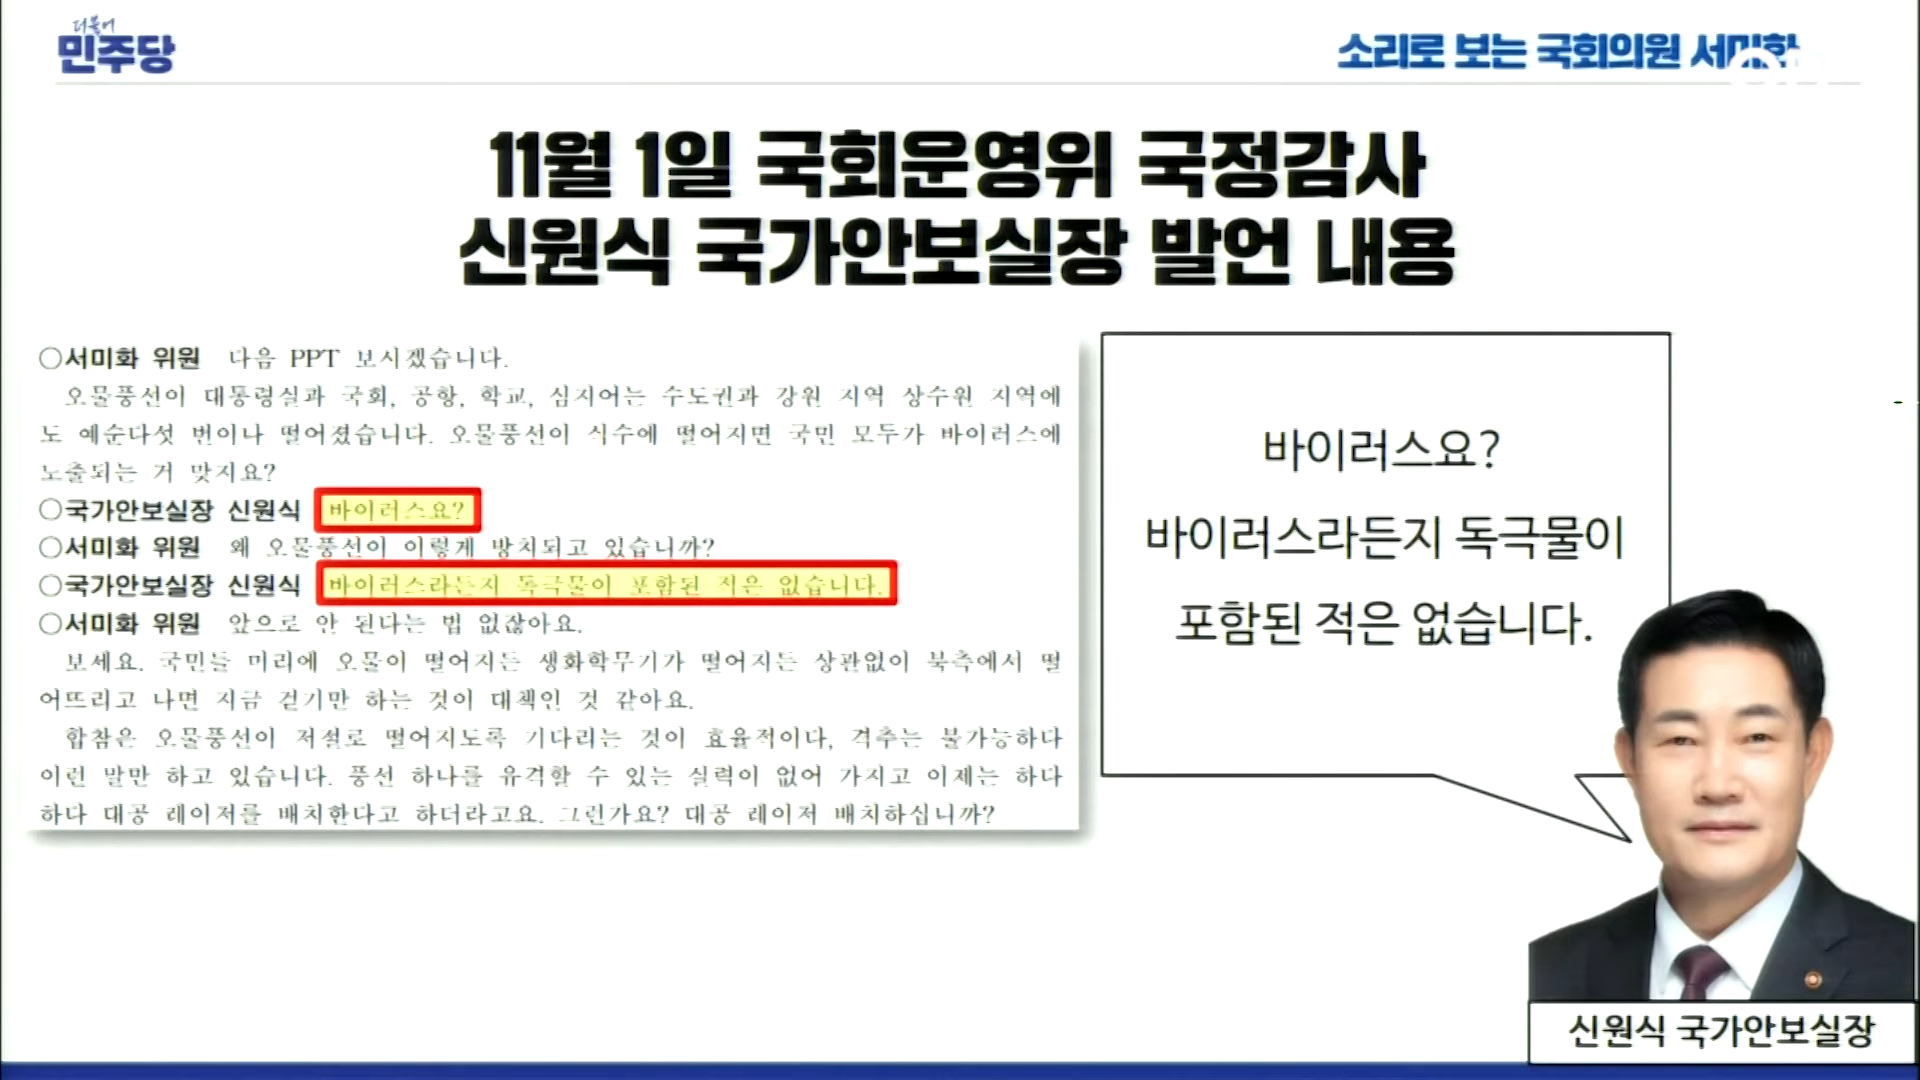 더불어
민주당
소리로 보는 국회의원 서미화
11월 1일 국회운영위 국정감사
신원식 국가안보실장 발언 내용
○서미화 위원 다음 PPT 보시겠습니다.
오물풍선이 대통령실과 국회, 공항, 학교, 심지어는 수도권과 강원 지역 상수원 지역에
도 예순다섯 번이나 떨어졌습니다. 오물풍선이 식수에 떨어지면 국민 모두가 바이러스에
노출되는 거 맞지요?
○국가안보실장 신원식 바이러스요?
○서미화 위원 왜 오물풍선이 이렇게 방치되고 있습니까?
○국가안보실장 신원식 바이러스라든지 독극물이 포함된 적은 없습니다.
○서미화 위원 앞으로 안 된다는 법 없잖아요.
보세요. 국민들 머리에 오물이 떨어지든 생화학무기가 떨어지든 상관없이 북측에서 떨
어뜨리고 나면 지금 걷기만 하는 것이 대책인 것 같아요.
합참은 오물풍선이 저절로 떨어지도록 기다리는 것이 효율적이다, 격추는 불가능하다
이런 말만 하고 있습니다. 풍선 하나를 유격할 수 있는 실력이 없어 가지고 이제는 하다
하다 대공 레이저를 배치한다고 하더라고요. 그런가요? 대공 레이저 배치하십니까?
바이러스요?
바이러스라든지 독극물이
포함된 적은 없습니다.
신원식 국가안보실장